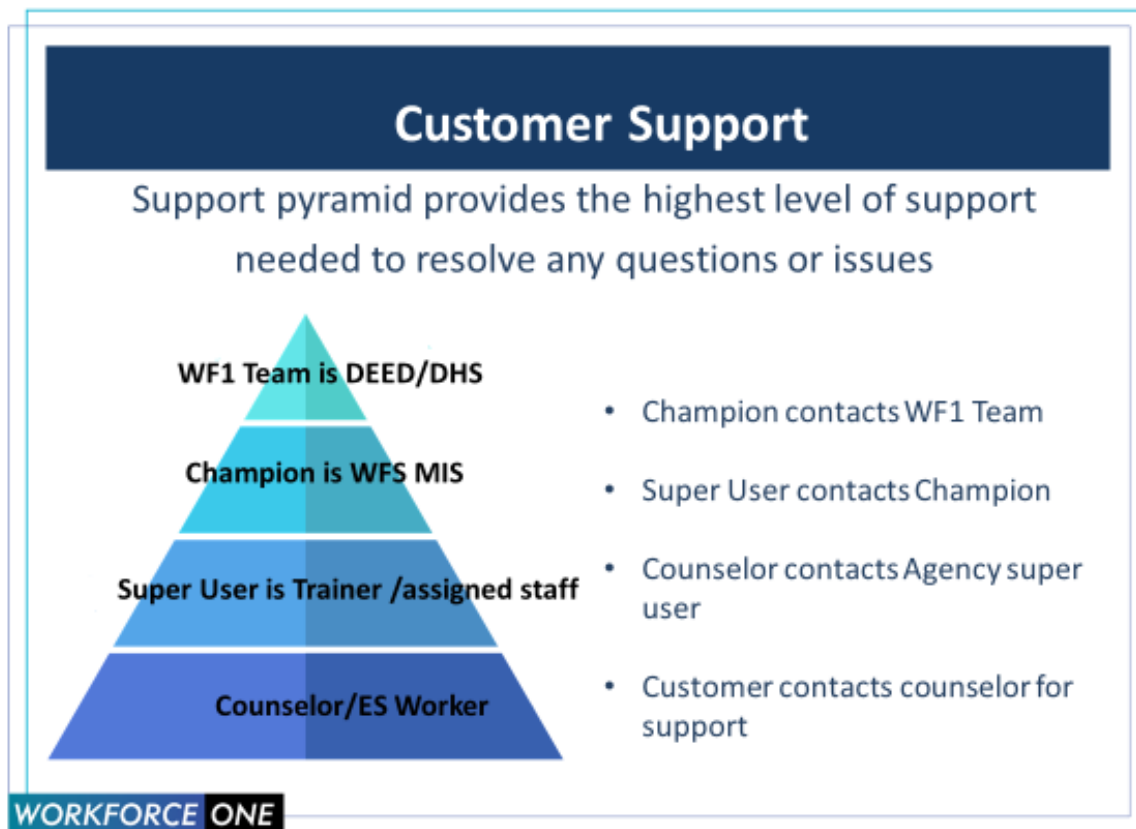 Customer Support
Support pyramid provides the highest level of support
needed to resolve any questions or issues
WF1 Team is DEED/DHS
Champion is WFS MIS
Super User is Trainer /assigned staff
Counselor/ES Worker
• Champion contacts WF1 Team
• Super User contacts Champion
• Counselor contacts Agency super
user
• Customer contacts counselor for
support
WORKFORCE ONE